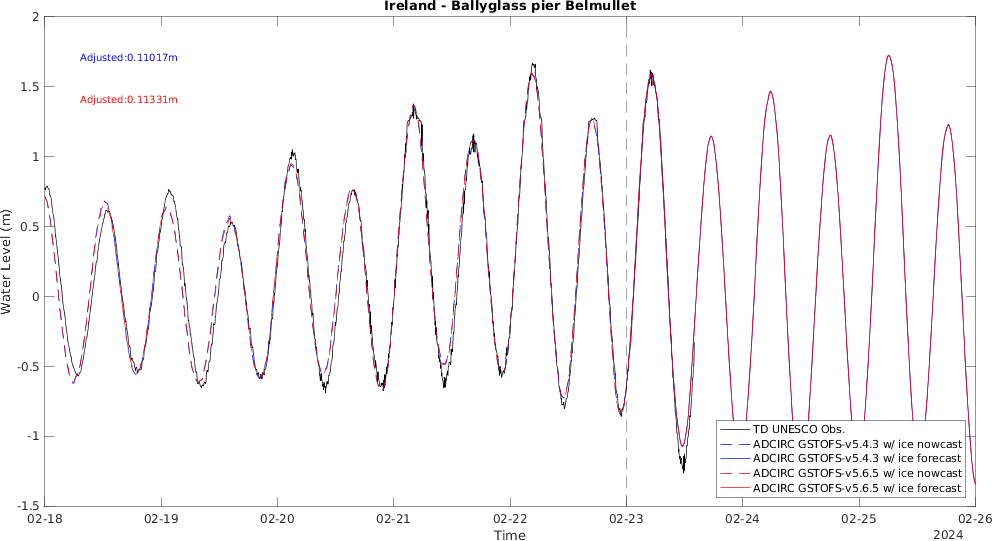 Ireland - Ballyglass pier Belmullet
Adjusted:0.11017m
Adjusted:0.11331m
Water Level (m)
2
1.5
1
0.5
0
-0.5
-1
-1.5
TD UNESCO Obs.
ADCIRC GSTOFS-v5.4.3 w/ ice nowcast
ADCIRC GSTOFS-v5.4.3 w/ ice forecast
ADCIRC GSTOFS-v5.6.5 w/ ice nowcast
ADCIRC GSTOFS-v5.6.5 w/ ice forecast
02-18 02-19 02-20 02-21 02-22 02-23 02-24 02-25 02-26
Time
2024